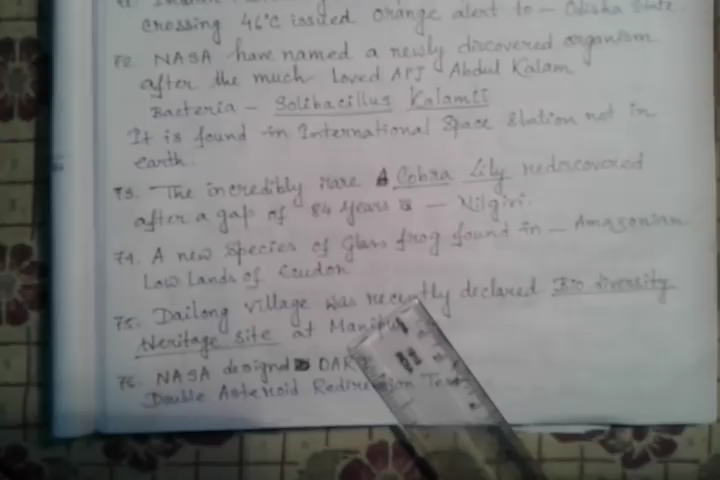 crossing 46°C issued orange alert to — Odisha State.
72. NASA have named a newly discovered organism
after the much loved APJ Abdul Kalam
Bacteria — Solibacillus Kalamii
It is found in International Space Station not in
earth.
73. The incredibly rare Cobra Lily rediscovered
after a gap of 84 years — Nilgiri.
74. A new species of glass frog found in — Amazonian
Low Lands of
75. Dailong village was recently declared Bio diversity
Heritage site at Manipur
76. NASA designed DAR
Double Asteroid Redirection Test